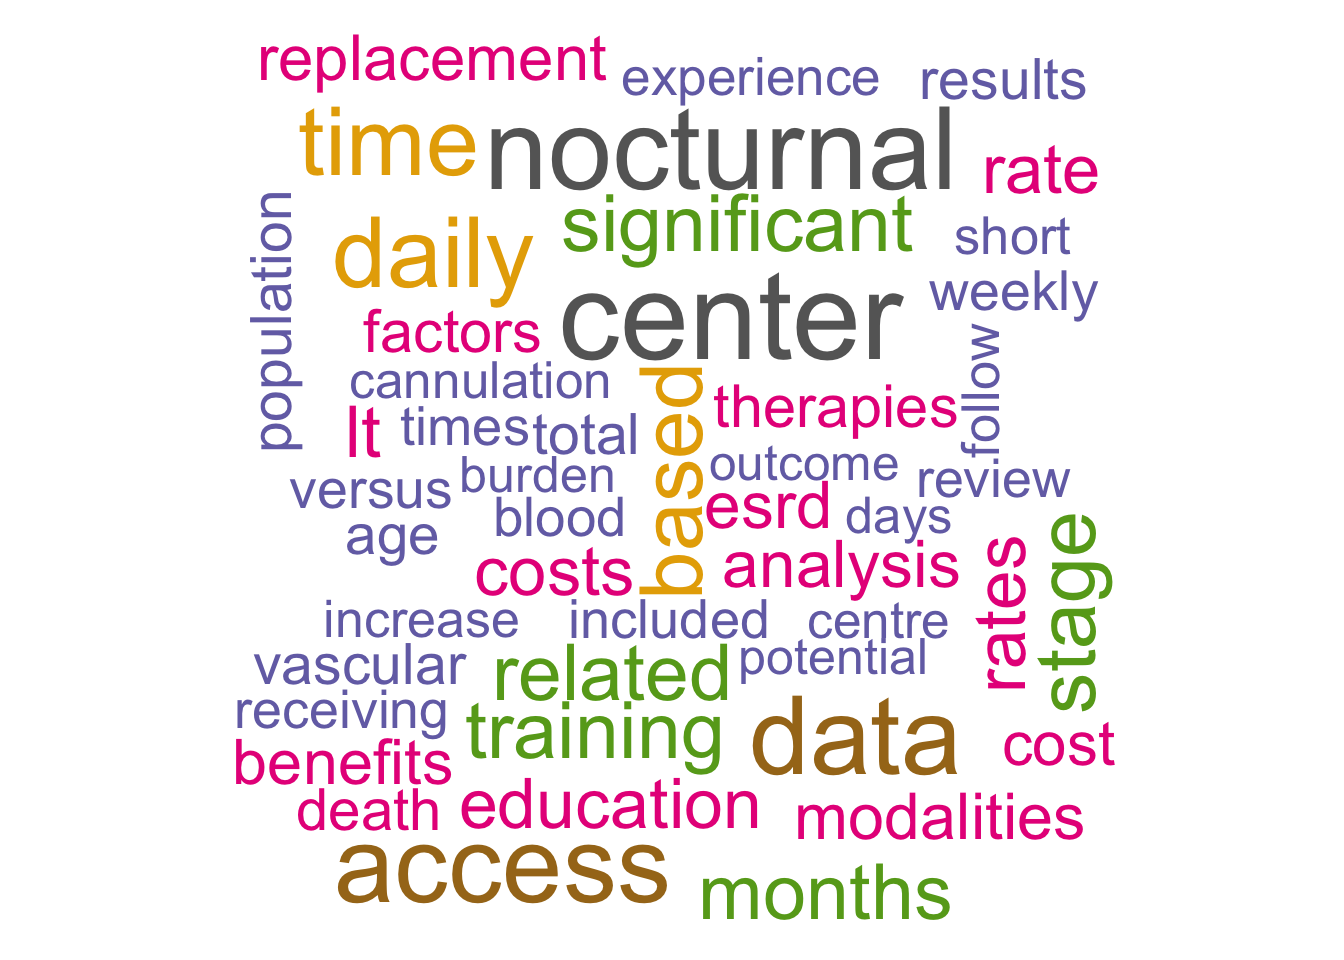 replacement experience results
time nocturnal rate
population daily significant short
center weekly
factors
cannulation based therapies follow
lt times total
versus burden outcome review
age blood esrd days stage
costs analysis rates
increase included centre
vascular related potential
receiving training data cost
benefits
death education modalities
access months